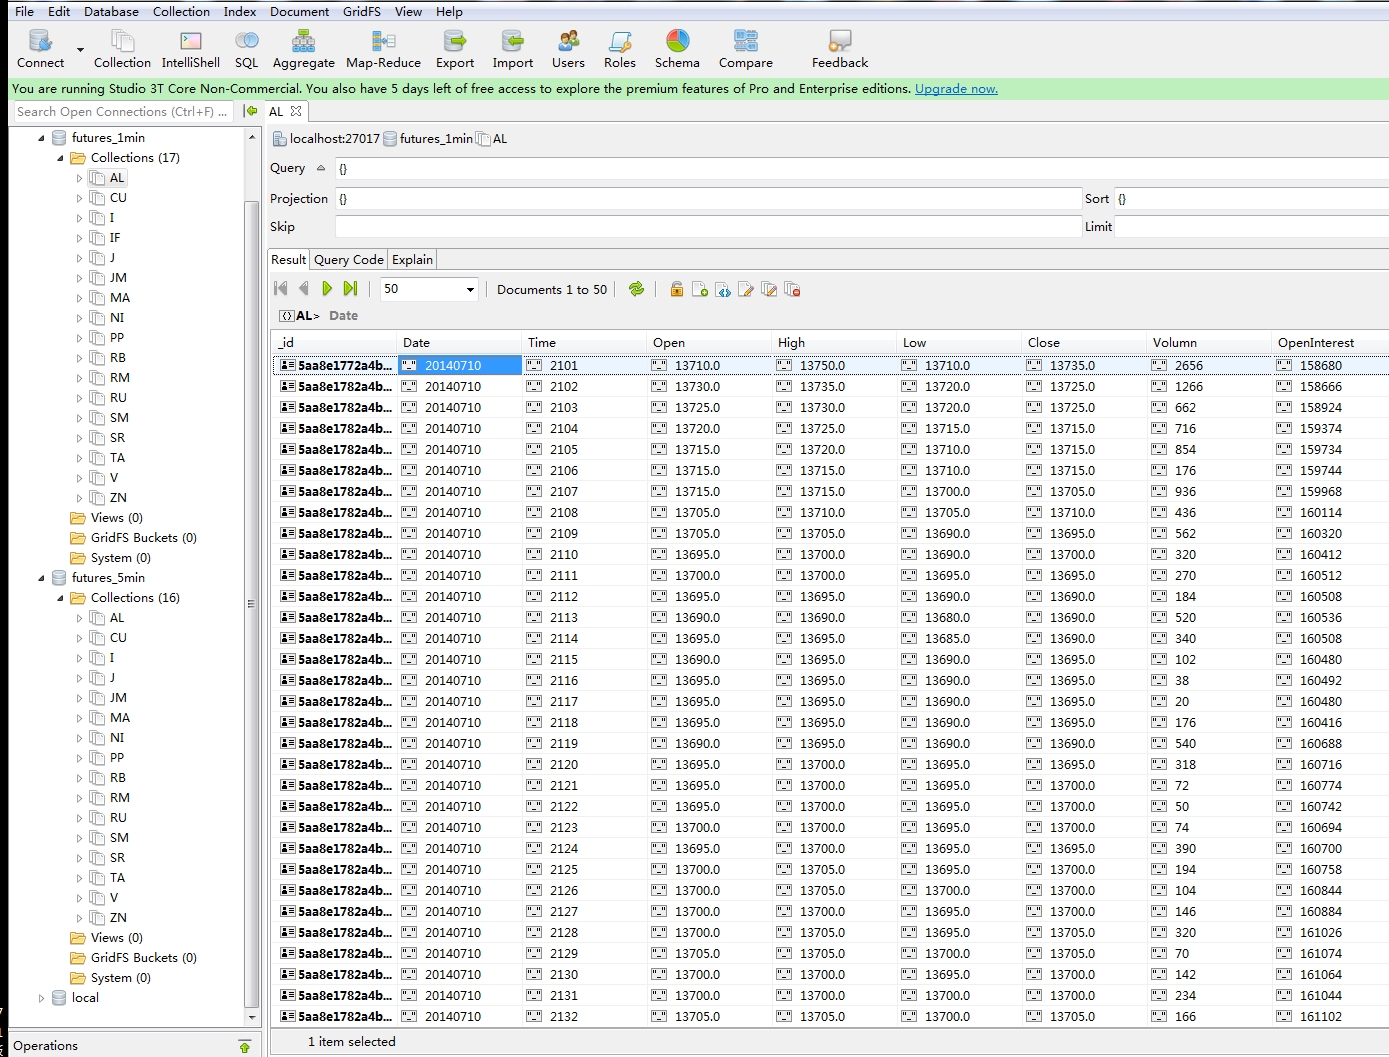 File Edit Database Collection Index Document GridFS View Help
Connect Collection IntelliShell SQL Aggregate Map-Reduce Export Import Users Roles Schema Compare Feedback
You are running Studio 3T Core Non-Commercial. You also have 5 days left of free access to explore the premium features of Pro and Enterprise editions. Upgrade now.
Search Open Connections (Ctrl+F) ...
futures_1min
Collections (17)
AL
CU
I
IF
J
JM
MA
NI
PP
RB
RM
RU
SM
SR
TA
V
ZN
Views (0)
GridFS Buckets (0)
System (0)
futures_5min
Collections (16)
AL
CU
I
J
JM
MA
NI
PP
RB
RM
RU
SM
SR
TA
V
ZN
Views (0)
GridFS Buckets (0)
System (0)
local
Operations
AL
localhost:27017 futures_1min AL
Query {}
Projection {} Sort {}
Skip Limit
Result Query Code Explain
50 Documents 1 to 50
AL> Date
_id Date Time Open High Low Close Volumn OpenInterest
5aa8e1772a4b... 20140710 2101 13710.0 13750.0 13710.0 13735.0 2656 158680
5aa8e1782a4b... 20140710 2102 13730.0 13735.0 13720.0 13725.0 1266 158666
5aa8e1782a4b... 20140710 2103 13725.0 13730.0 13720.0 13725.0 662 158924
5aa8e1782a4b... 20140710 2104 13720.0 13725.0 13715.0 13715.0 716 159374
5aa8e1782a4b... 20140710 2105 13715.0 13720.0 13710.0 13715.0 854 159734
5aa8e1782a4b... 20140710 2106 13715.0 13715.0 13710.0 13715.0 176 159744
5aa8e1782a4b... 20140710 2107 13715.0 13715.0 13700.0 13705.0 936 159968
5aa8e1782a4b... 20140710 2108 13705.0 13710.0 13705.0 13710.0 436 160114
5aa8e1782a4b... 20140710 2109 13705.0 13705.0 13690.0 13695.0 562 160320
5aa8e1782a4b... 20140710 2110 13695.0 13700.0 13690.0 13700.0 320 160412
5aa8e1782a4b... 20140710 2111 13700.0 13700.0 13695.0 13695.0 270 160512
5aa8e1782a4b... 20140710 2112 13695.0 13695.0 13690.0 13690.0 184 160508
5aa8e1782a4b... 20140710 2113 13690.0 13690.0 13680.0 13690.0 520 160536
5aa8e1782a4b... 20140710 2114 13695.0 13695.0 13685.0 13690.0 340 160508
5aa8e1782a4b... 20140710 2115 13690.0 13695.0 13690.0 13695.0 102 160480
5aa8e1782a4b... 20140710 2116 13695.0 13695.0 13690.0 13695.0 38 160492
5aa8e1782a4b... 20140710 2117 13695.0 13695.0 13690.0 13695.0 20 160480
5aa8e1782a4b... 20140710 2118 13695.0 13695.0 13690.0 13695.0 176 160416
5aa8e1782a4b... 20140710 2119 13690.0 13695.0 13690.0 13690.0 540 160688
5aa8e1782a4b... 20140710 2120 13695.0 13700.0 13695.0 13695.0 318 160716
5aa8e1782a4b... 20140710 2121 13695.0 13700.0 13695.0 13700.0 72 160774
5aa8e1782a4b... 20140710 2122 13695.0 13700.0 13695.0 13700.0 50 160742
5aa8e1782a4b... 20140710 2123 13700.0 13700.0 13695.0 13700.0 74 160694
5aa8e1782a4b... 20140710 2124 13695.0 13700.0 13695.0 13700.0 390 160700
5aa8e1782a4b... 20140710 2125 13700.0 13705.0 13695.0 13700.0 194 160758
5aa8e1782a4b... 20140710 2126 13700.0 13705.0 13700.0 13700.0 104 160844
5aa8e1782a4b... 20140710 2127 13700.0 13700.0 13695.0 13700.0 146 160884
5aa8e1782a4b... 20140710 2128 13700.0 13705.0 13695.0 13705.0 320 161026
5aa8e1782a4b... 20140710 2129 13705.0 13705.0 13700.0 13705.0 70 161074
5aa8e1782a4b... 20140710 2130 13700.0 13700.0 13695.0 13700.0 142 161064
5aa8e1782a4b... 20140710 2131 13700.0 13700.0 13700.0 13700.0 234 161044
5aa8e1782a4b... 20140710 2132 13705.0 13705.0 13700.0 13705.0 166 161102
1 item selected